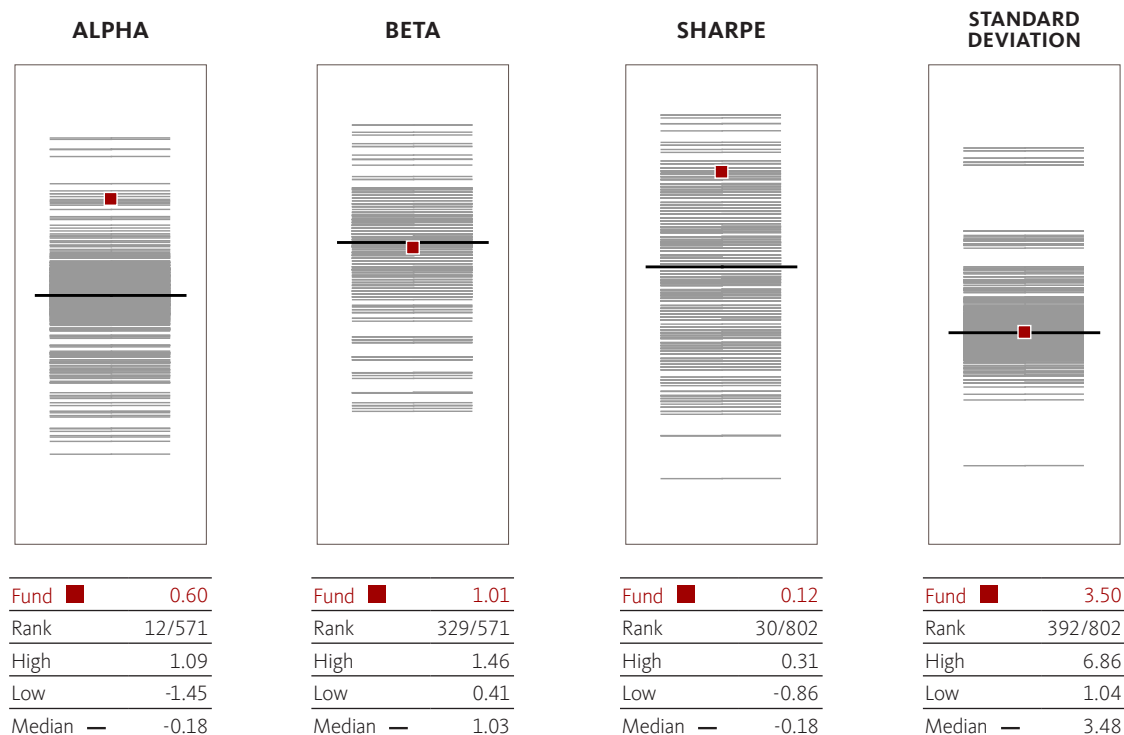 ALPHA
Fund 0.60
Rank 12/571
High 1.09
Low -1.45
Median — -0.18
BETA
Fund 1.01
Rank 329/571
High 1.46
Low 0.41
Median — 1.03
SHARPE
Fund 0.12
Rank 30/802
High 0.31
Low -0.86
Median — -0.18
STANDARD
DEVIATION
Fund 3.50
Rank 392/802
High 6.86
Low 1.04
Median — 3.48